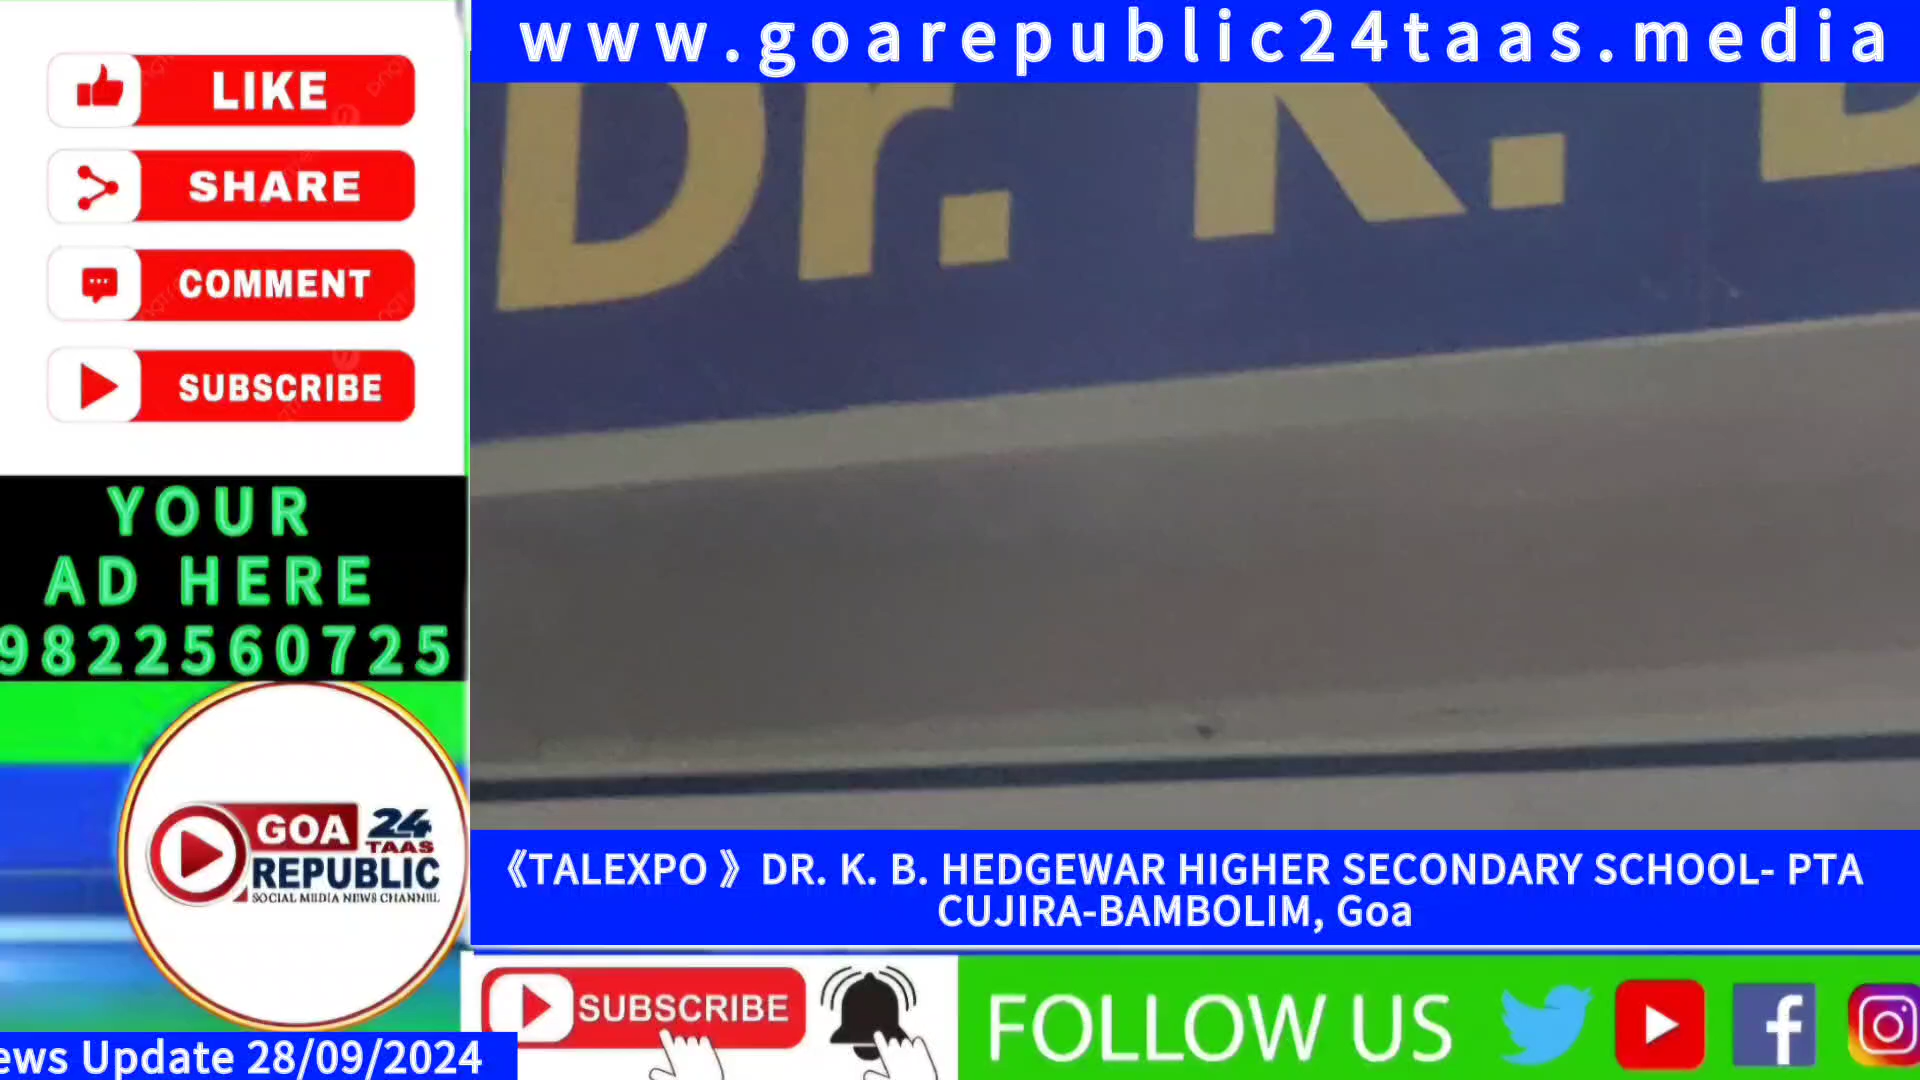 www.goarepublic24taas.media
LIKE
SHARE
COMMENT
SUBSCRIBE
Dr. K.
YOUR
AD HERE
9822560725
GOA 24
TAAS
REPUBLIC
SOCIAL MEDIA NEWS CHANNEL
《TALEXPO 》DR. K. B. HEDGEWAR HIGHER SECONDARY SCHOOL- PTA
CUJIRA-BAMBOLIM, Goa
SUBSCRIBE
FOLLOW US
ews Update 28/09/2024